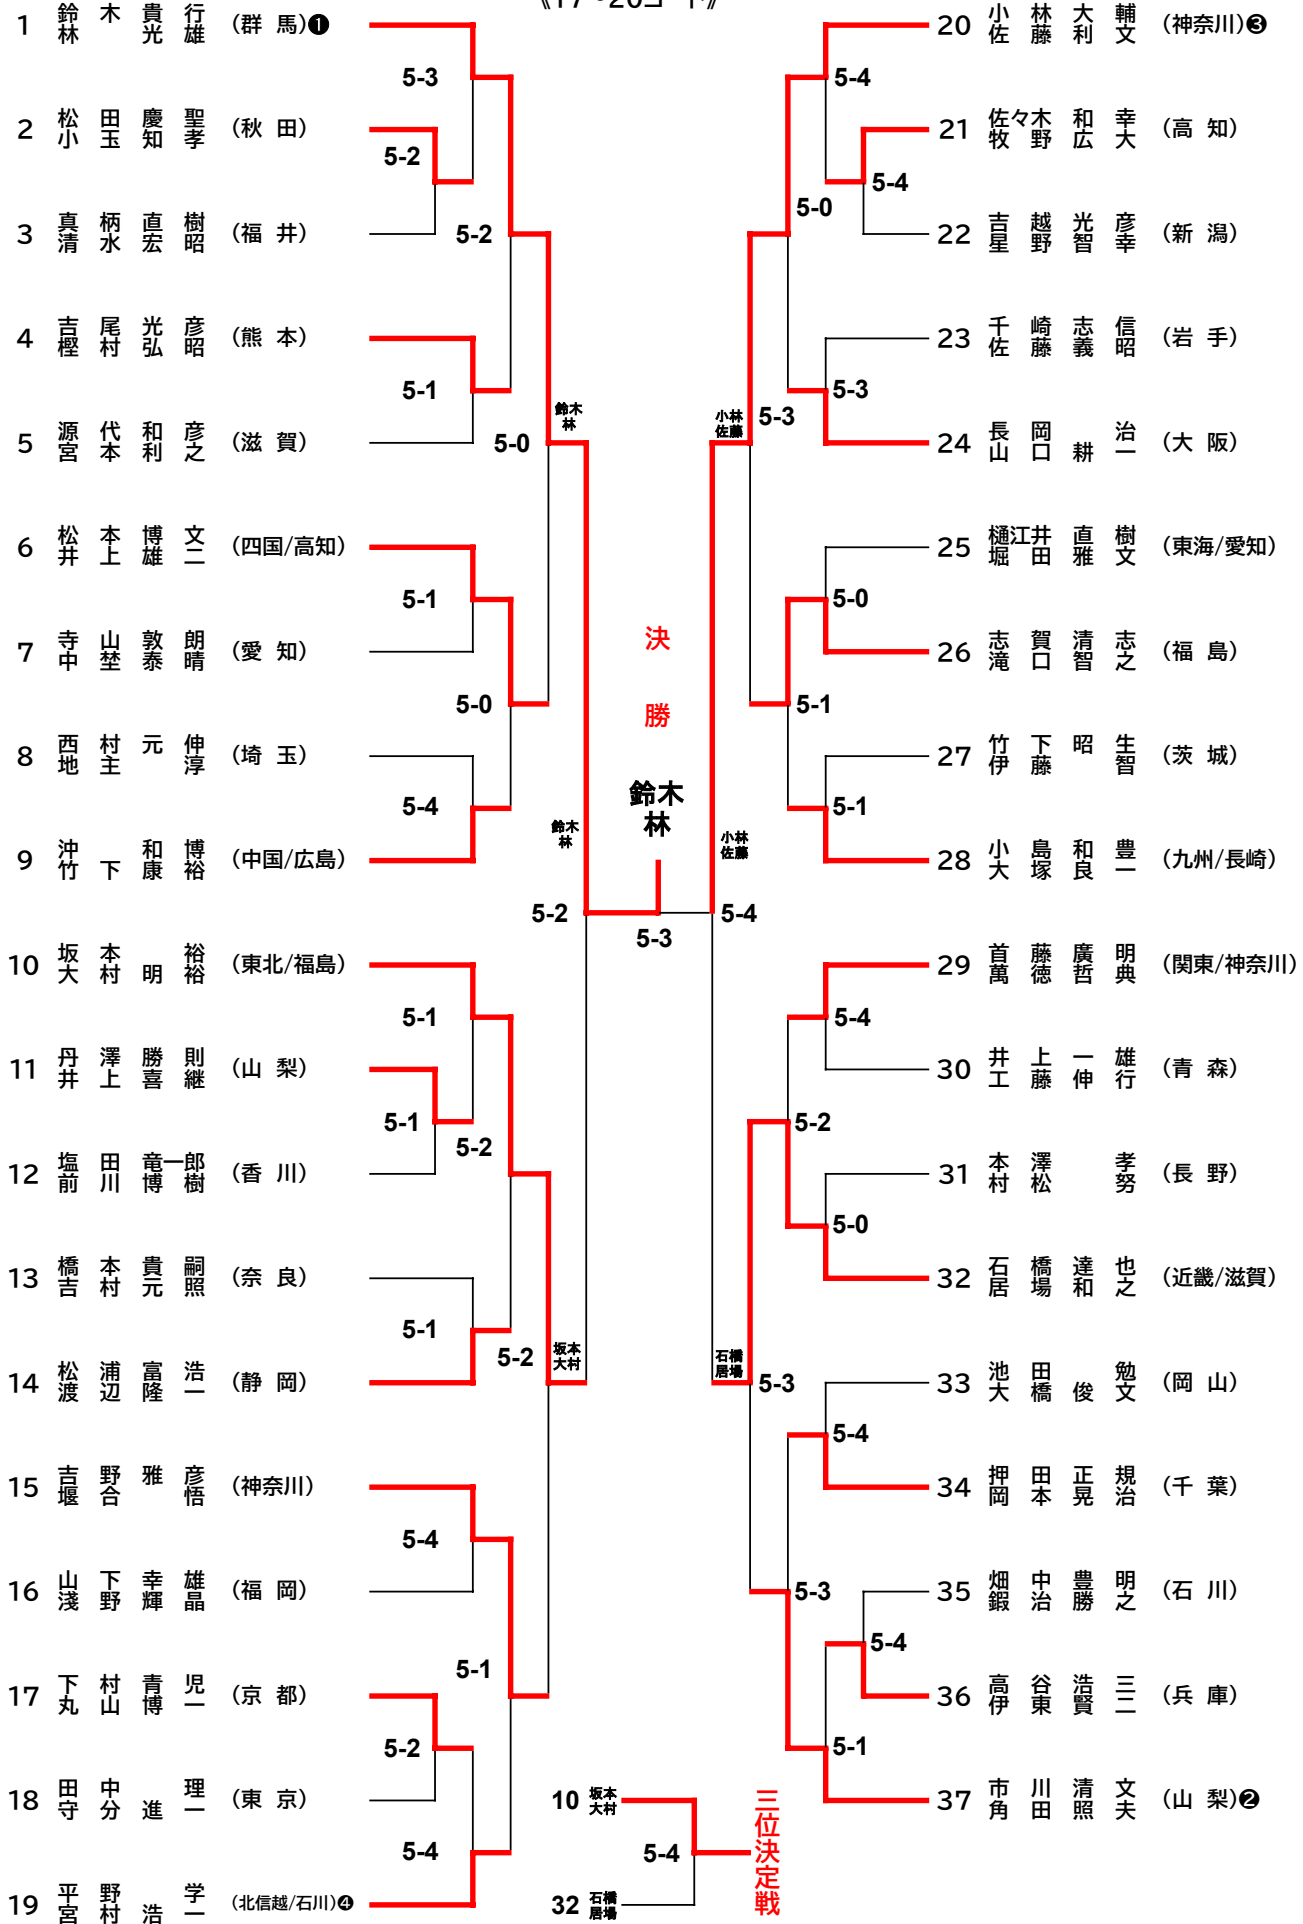 1 鈴木貴行 林光雄 (群 馬)❶
5-3
2 松田慶聖 小玉知孝 (秋 田)
5-2
3 真柄直樹 清水宏昭 (福 井)
5-2
4 吉尾光彦 樫村弘昭 (熊 本)
5-1
5 源代和彦 宮本利之 (滋 賀)
5-0
鈴木
林
6 松本博文 井上雄二 (四国/高知)
5-1
7 寺山敦朗 中埜泰晴 (愛 知)
5-0
8 西村元伸 地主淳 (埼 玉)
5-4
9 沖和博 竹下康裕 (中国/広島)
鈴木
林
5-2
10 坂本裕 大村明裕 (東北/福島)
5-1
11 丹澤勝則 井上喜継 (山 梨)
5-1
5-2
12 塩田竜一郎 前川博樹 (香 川)
13 橋本貴嗣 吉村元照 (奈 良)
5-1
5-2
坂本
大村
14 松浦富浩 渡辺隆一 (静 岡)
15 吉野雅彦 堰合悟 (神奈川)
5-4
16 山下幸雄 淺野輝晶 (福 岡)
5-1
17 下村青児 丸山博一 (京 都)
5-2
18 田中理 守分進一 (東 京)
5-4
19 平野学 宮村浩一 (北信越/石川)❹
決勝
鈴木
林
5-3
20 小林大輔 佐藤利文 (神奈川)❸
5-4
21 佐々木和幸 牧野広大 (高 知)
5-4
5-0
22 吉越光彦 星野智幸 (新 潟)
23 千崎志信 佐藤義昭 (岩 手)
5-3
小林
佐藤
5-3
24 長岡治 山口耕一 (大 阪)
25 樋江井直樹 堀田雅文 (東海/愛知)
5-0
26 志賀清志 滝口智之 (福 島)
5-1
27 竹下昭生 伊藤智 (茨 城)
5-1
小林
佐藤
28 小島和豊 大塚良一 (九州/長崎)
5-4
29 首藤廣明 萬徳哲典 (関東/神奈川)
5-4
30 井上一雄 工藤伸行 (青 森)
5-2
31 本澤孝 村松努 (長 野)
5-0
32 石橋達也 居場和之 (近畿/滋賀)
石橋
居場
5-3
33 池田勉 大橋俊文 (岡 山)
5-4
34 押田正規 岡本晃治 (千 葉)
5-3
35 畑中豊明 鍜治勝之 (石 川)
5-4
36 高谷浩三 伊東賢二 (兵 庫)
5-1
37 市川清文 角田照夫 (山 梨)❷
三位決定戦
10 坂本
大村
5-4
32 石橋
居場